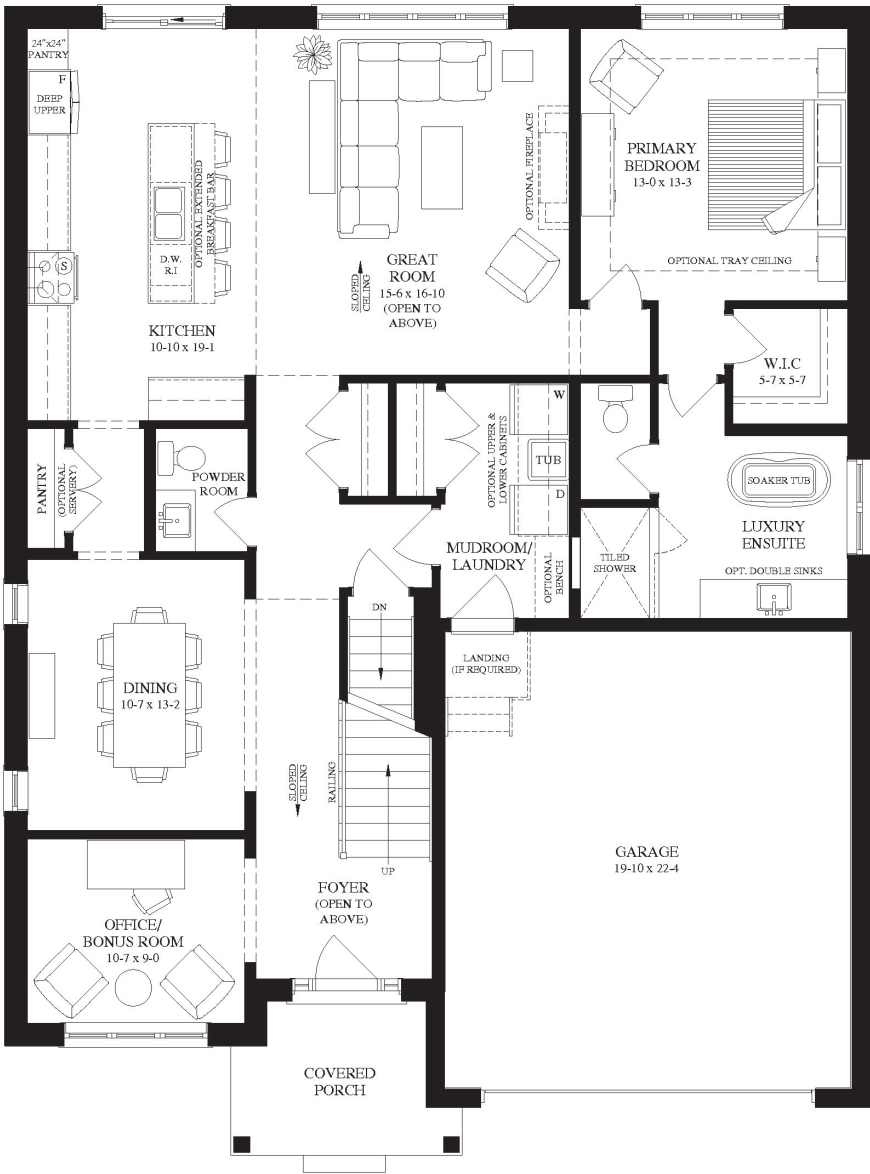 24"x24"
PANTRY
F
DEEP
UPPER
OPTIONAL EXTENDED
BREAKFAST BAR
D.W.
R.I
S
KITCHEN
10-10 x 19-1
OPTIONAL FIREPLACE
GREAT
ROOM
15-6 x 16-10
(OPEN TO
ABOVE)
SLOPED
CELING
PRIMARY
BEDROOM
13-0 x 13-3
OPTIONAL TRAY CEILING
W.I.C
5-7 x 5-7
PANTRY
(OPTIONAL
SERVERY)
POWDER
ROOM
OPTIONAL UPPER &
LOWER CABINETS
W
TUB
D
MUDROOM/
LAUNDRY
OPTIONAL
BENCH
SOAKER TUB
LUXURY
ENSUITE
TILED
SHOWER
OPT. DOUBLE SINKS
DN
LANDING
(IF REQUIRED)
DINING
10-7 x 13-2
SLOPED
CELING
RAILING
UP
GARAGE
19-10 x 22-4
FOYER
(OPEN TO
ABOVE)
OFFICE/
BONUS ROOM
10-7 x 9-0
COVERED
PORCH